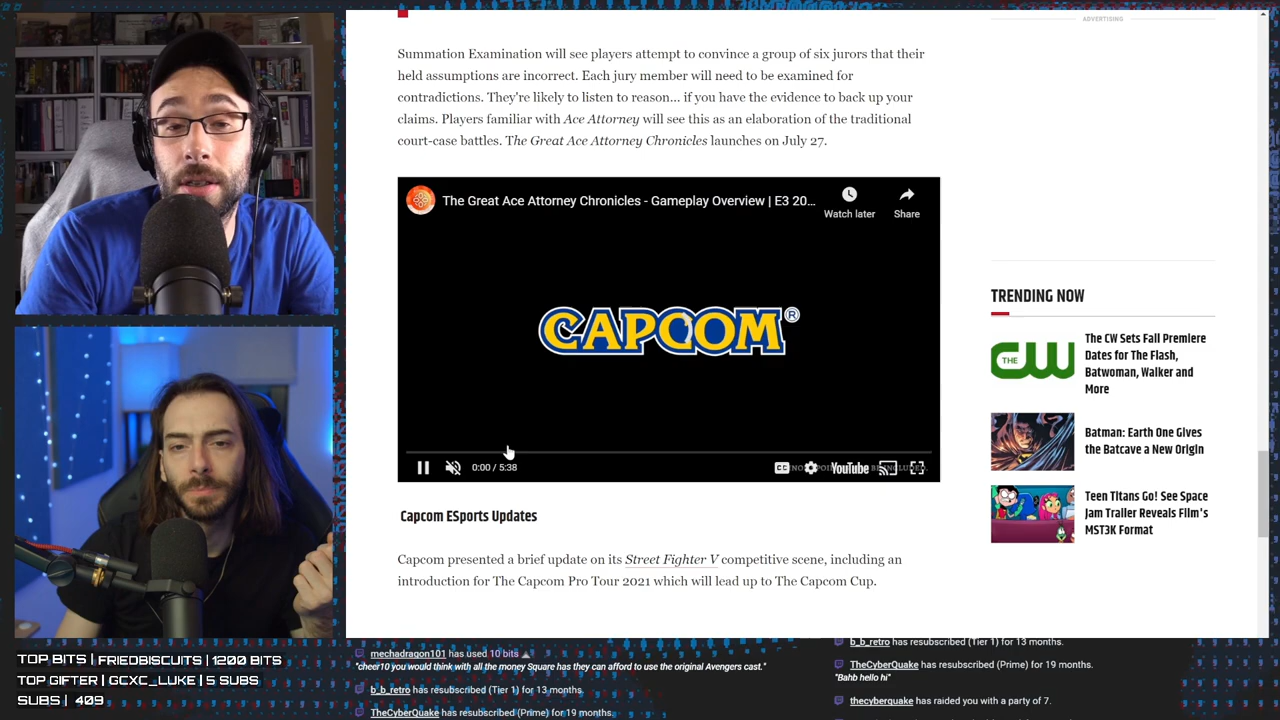 ADVERTISING
Summation Examination will see players attempt to convince a group of six jurors that their
held assumptions are incorrect. Each jury member will need to be examined for
contradictions. They're likely to listen to reason... if you have the evidence to back up your
claims. Players familiar with Ace Attorney will see this as an elaboration of the traditional
court-case battles. The Great Ace Attorney Chronicles launches on July 27.
The Great Ace Attorney Chronicles - Gameplay Overview | E3 20...
Watch later
Share
CAPCOM®
0:00 / 5:38
CC
YouTube
Capcom ESports Updates
Capcom presented a brief update on its Street Fighter V competitive scene, including an
introduction for The Capcom Pro Tour 2021 which will lead up to The Capcom Cup.
TRENDING NOW
THE CW
The CW Sets Fall Premiere
Dates for The Flash,
Batwoman, Walker and
More
Batman: Earth One Gives
the Batcave a New Origin
Teen Titans Go! See Space
Jam Trailer Reveals Film's
MST3K Format
TOP BITS | FRIEDBISCUITS | 1200 BITS
TOP GIFTER | GCXC_LUKE | 5 SUBS
SUBS | 409
mechadragon101 has used 10 bits
"cheer10 you would think with all the money Square has they can afford to use the original Avengers cast."
b_b_retro has resubscribed (Tier 1) for 13 months.
TheCyberQuake has resubscribed (Prime) for 19 months.
b_b_retro has resubscribed (Tier 1) for 13 months.
TheCyberQuake has resubscribed (Prime) for 19 months.
"Bahb hello hi"
thecyberquake has raided you with a party of 7.